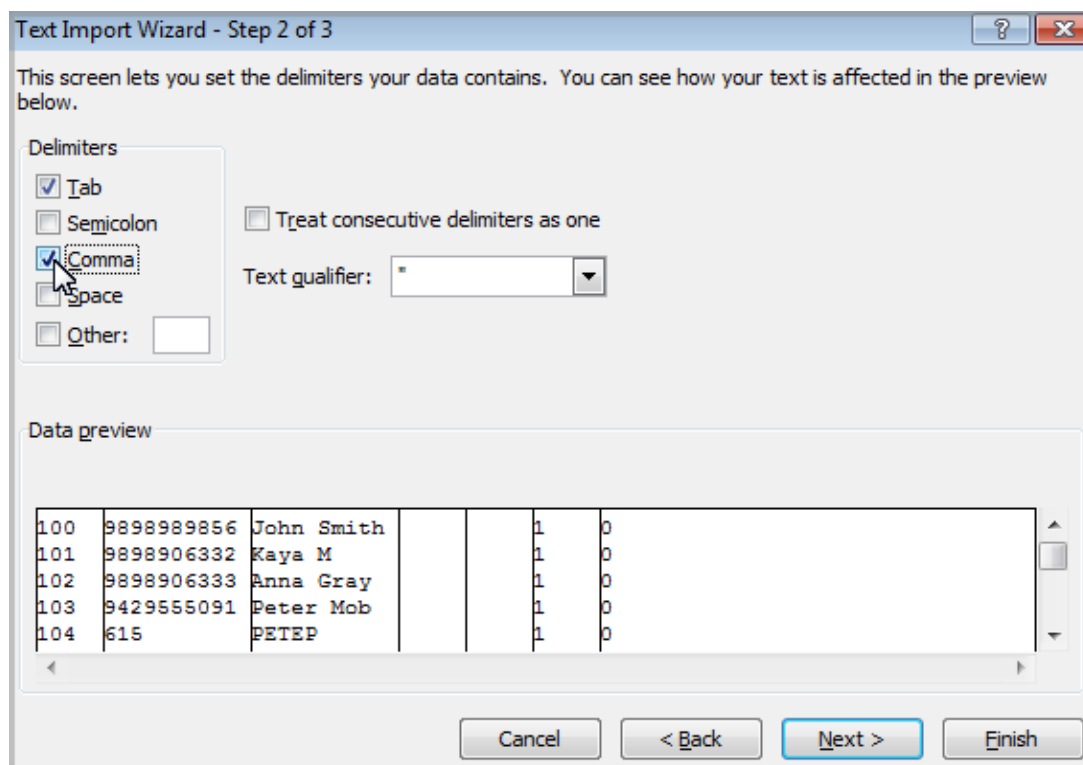 Text Import Wizard - Step 2 of 3
This screen lets you set the delimiters your data contains.  You can see how your text is affected in the preview
below.
Delimiters
Tab
Semicolon
Comma
Space
Other:
Treat consecutive delimiters as one
Text qualifier: "
Data preview
100 9898989856 John Smith 1 0
101 9898906332 Kaya M 1 0
102 9898906333 Anna Gray 1 0
103 9429555091 Peter Mob 1 0
104 615 PETEP 1 0
Cancel < Back Next > Finish